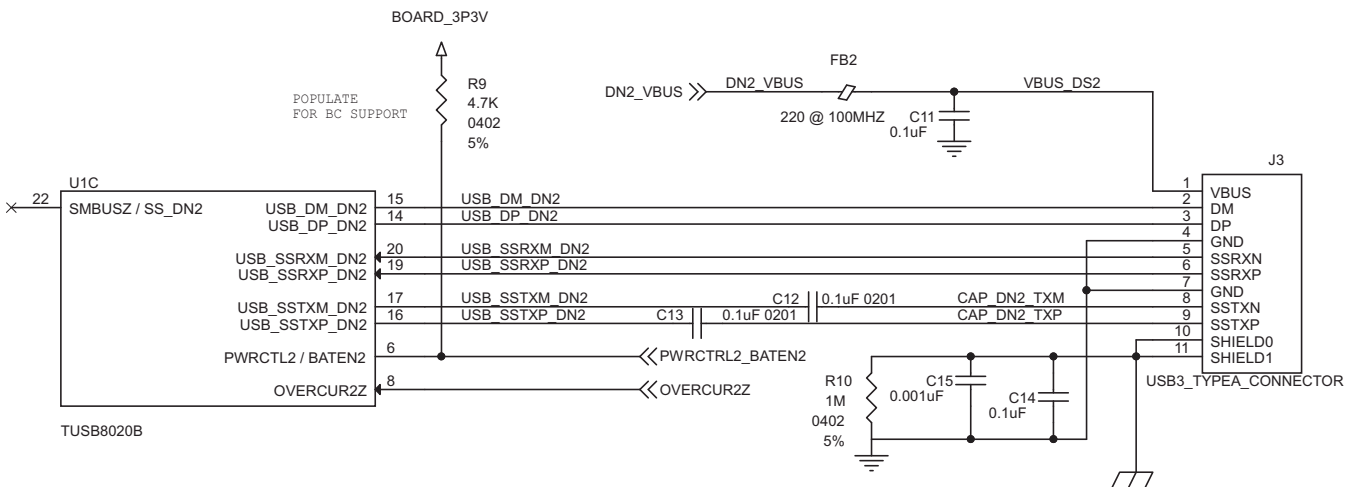 BOARD_3P3V
R9
4.7K
0402
5%
POPULATE
FOR BC SUPPORT
DN2_VBUS
DN2_VBUS
FB2
220 @ 100MHZ
C11
0.1uF
VBUS_DS2
J3
U1C
22
SMBUSZ / SS_DN2
USB_DM_DN2
15
USB_DM_DN2
USB_DP_DN2
14
USB_DP_DN2
USB_SSRXM_DN2
20
USB_SSRXM_DN2
USB_SSRXP_DN2
19
USB_SSRXP_DN2
USB_SSTXM_DN2
17
USB_SSTXM_DN2
C12
0.1uF 0201
CAP_DN2_TXM
USB_SSTXP_DN2
16
USB_SSTXP_DN2
C13
0.1uF 0201
CAP_DN2_TXP
PWRCTL2 / BATEN2
6
PWRCTRL2_BATEN2
OVERCUR2Z
8
OVERCUR2Z
TUSB8020B
1
VBUS
2
DM
3
DP
4
GND
5
SSRXN
6
SSRXP
7
GND
8
SSTXN
9
SSTXP
10
SHIELD0
11
SHIELD1
USB3_TYPEA_CONNECTOR
R10
1M
0402
5%
C15
0.001uF
C14
0.1uF